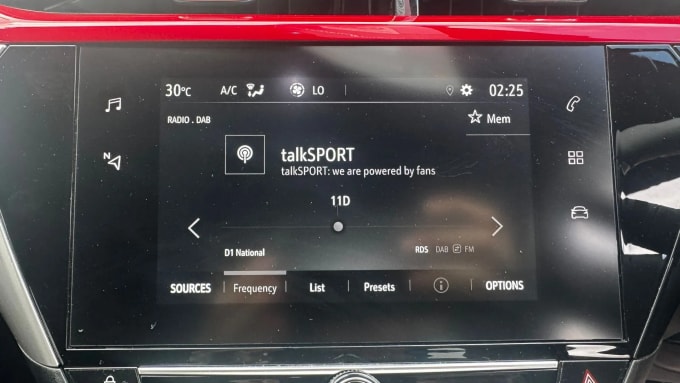 30°C A/C LO 02:25
RADIO . DAB
Mem
N
talkSPORT
talkSPORT: we are powered by fans
11D
D1 National
RDS DAB FM
SOURCES Frequency List Presets OPTIONS